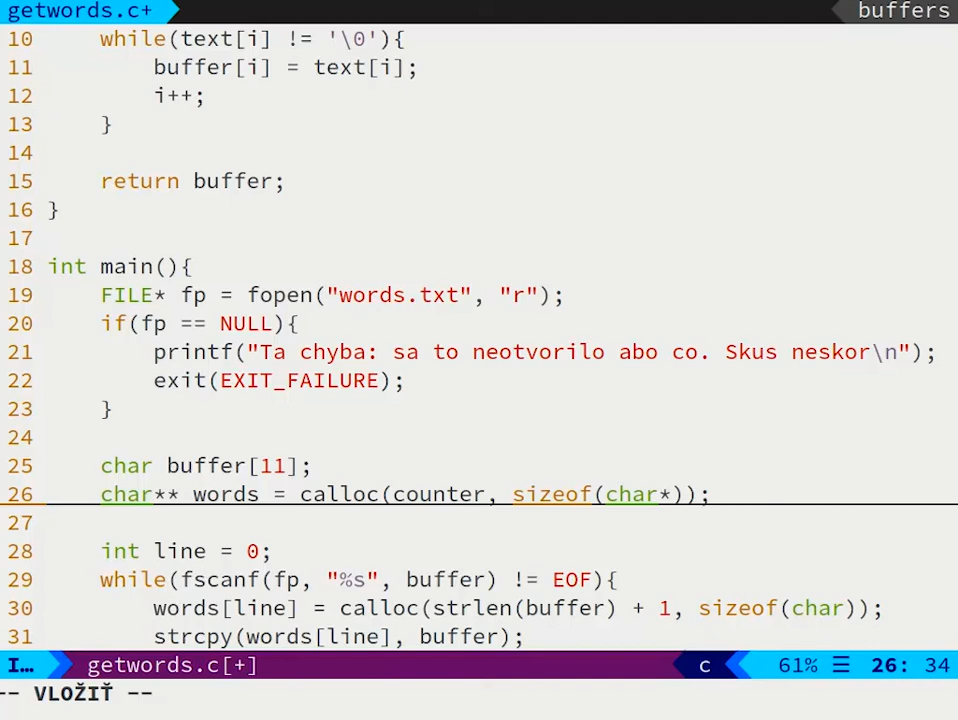 getwords.c+ buffers
10 while(text[i] != '\0'){
11 buffer[i] = text[i];
12 i++;
13 }
14
15 return buffer;
16 }
17
18 int main(){
19 FILE* fp = fopen("words.txt", "r");
20 if(fp == NULL){
21 printf("Ta chyba: sa to neotvorilo abo co. Skus neskor\n");
22 exit(EXIT_FAILURE);
23 }
24
25 char buffer[11];
26 char** words = calloc(counter, sizeof(char*));
27
28 int line = 0;
29 while(fscanf(fp, "%s", buffer) != EOF){
30 words[line] = calloc(strlen(buffer) + 1, sizeof(char));
31 strcpy(words[line], buffer);
I… getwords.c[+] c 61% ☰ 26: 34
-- VLOŽIŤ --